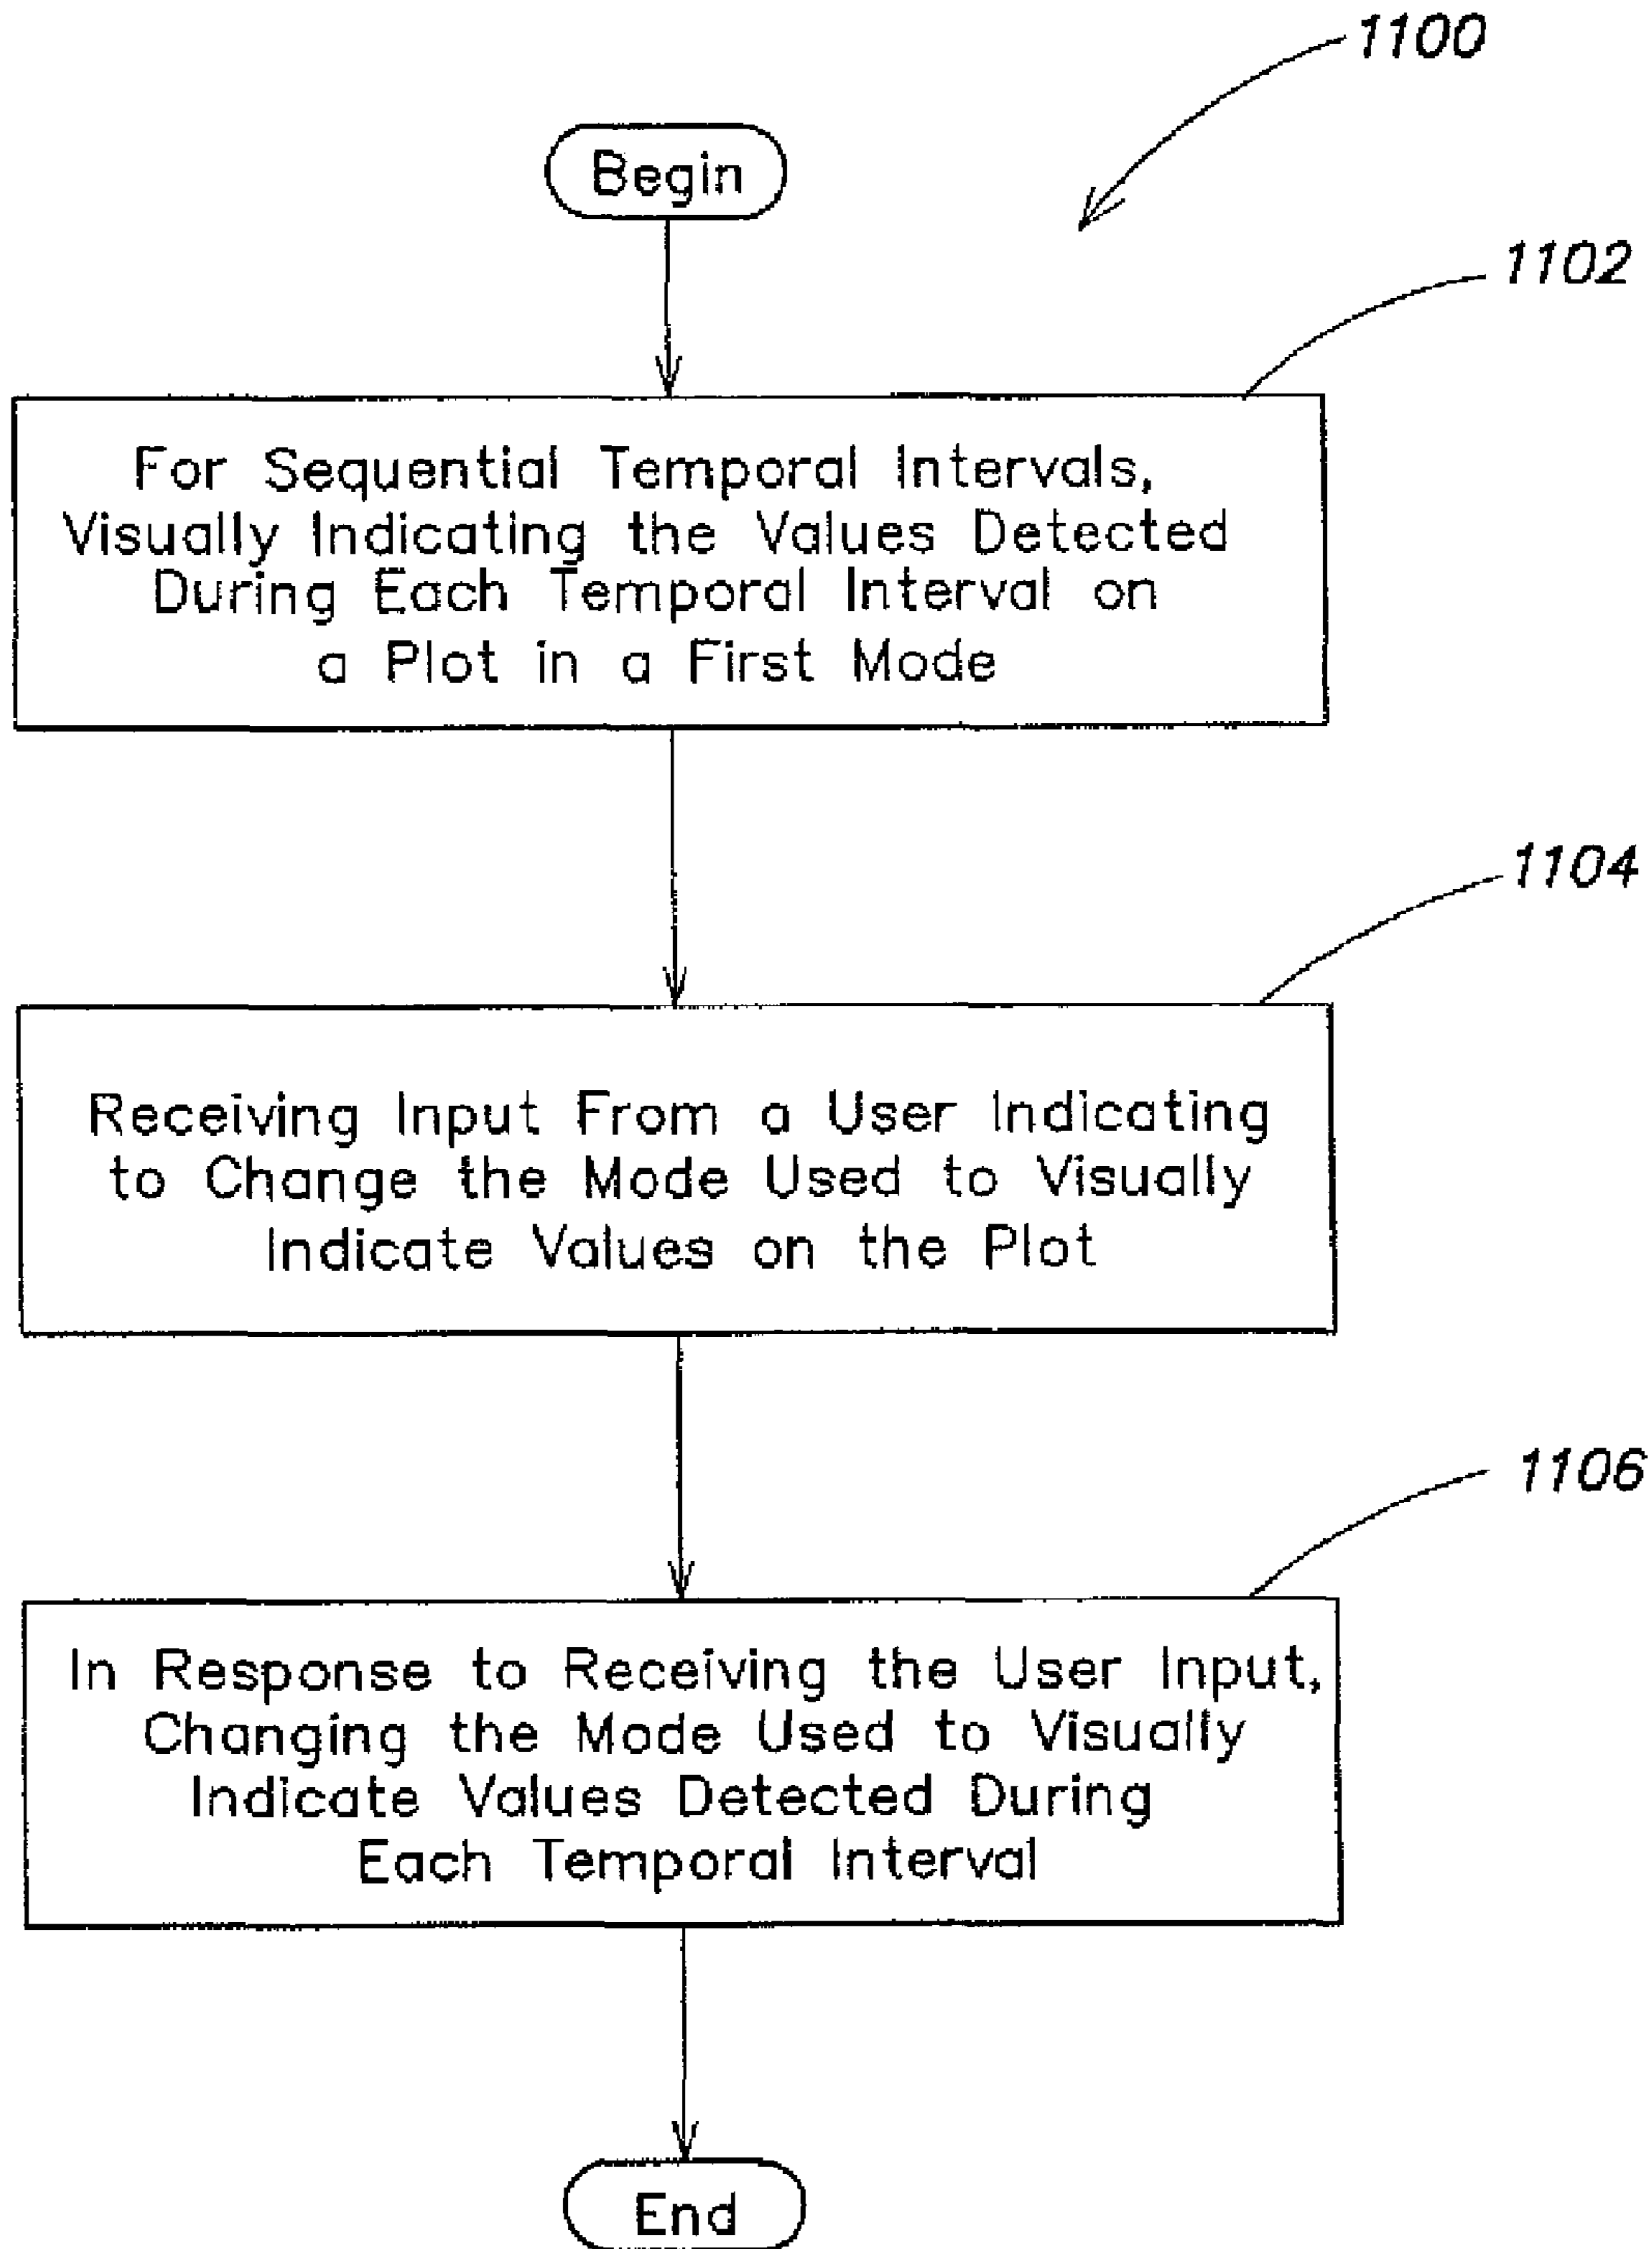 1100
Begin
1102
For Sequential Temporal Intervals,
Visually Indicating the Values Detected
During Each Temporal Interval on
a Plot in a First Mode
1104
Receiving Input From a User Indicating
to Change the Mode Used to Visually
Indicate Values on the Plot
1106
In Response to Receiving the User Input,
Changing the Mode Used to Visually
Indicate Values Detected During
Each Temporal Interval
End